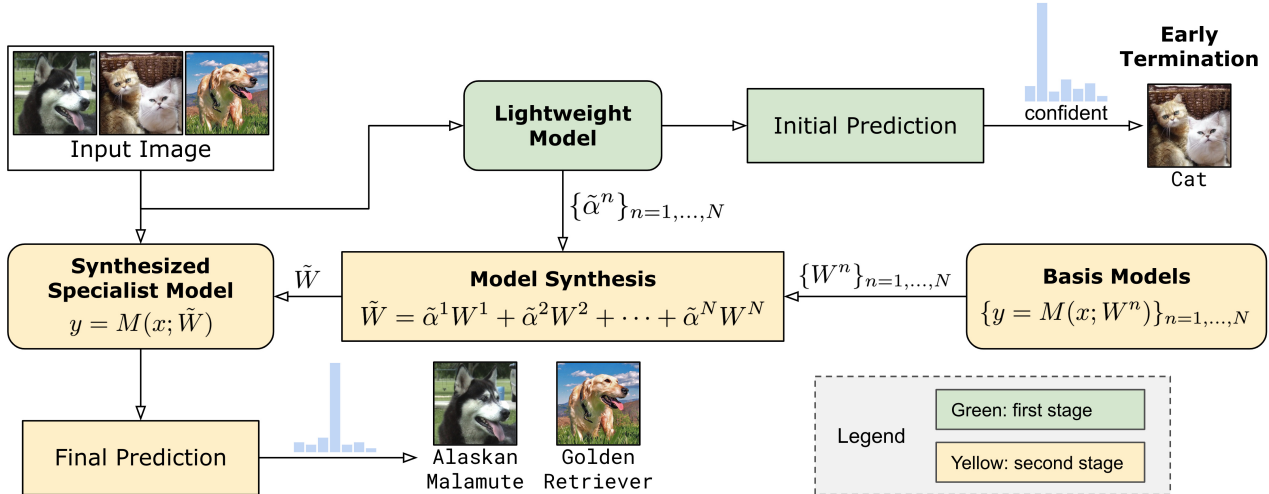 Input Image
Lightweight
Model
Initial Prediction
confident
Early
Termination
Cat
{α̃ⁿ}ₙ₌₁,...,N
Synthesized
Specialist Model
y = M(x; W̃)
W̃
Model Synthesis
W̃ = α̃¹W¹ + α̃²W² + ⋯ + α̃ᴺWᴺ
{Wⁿ}ₙ₌₁,...,N
Basis Models
{y = M(x; Wⁿ)}ₙ₌₁,...,N
Final Prediction
Alaskan
Malamute
Golden
Retriever
Legend
Green: first stage
Yellow: second stage